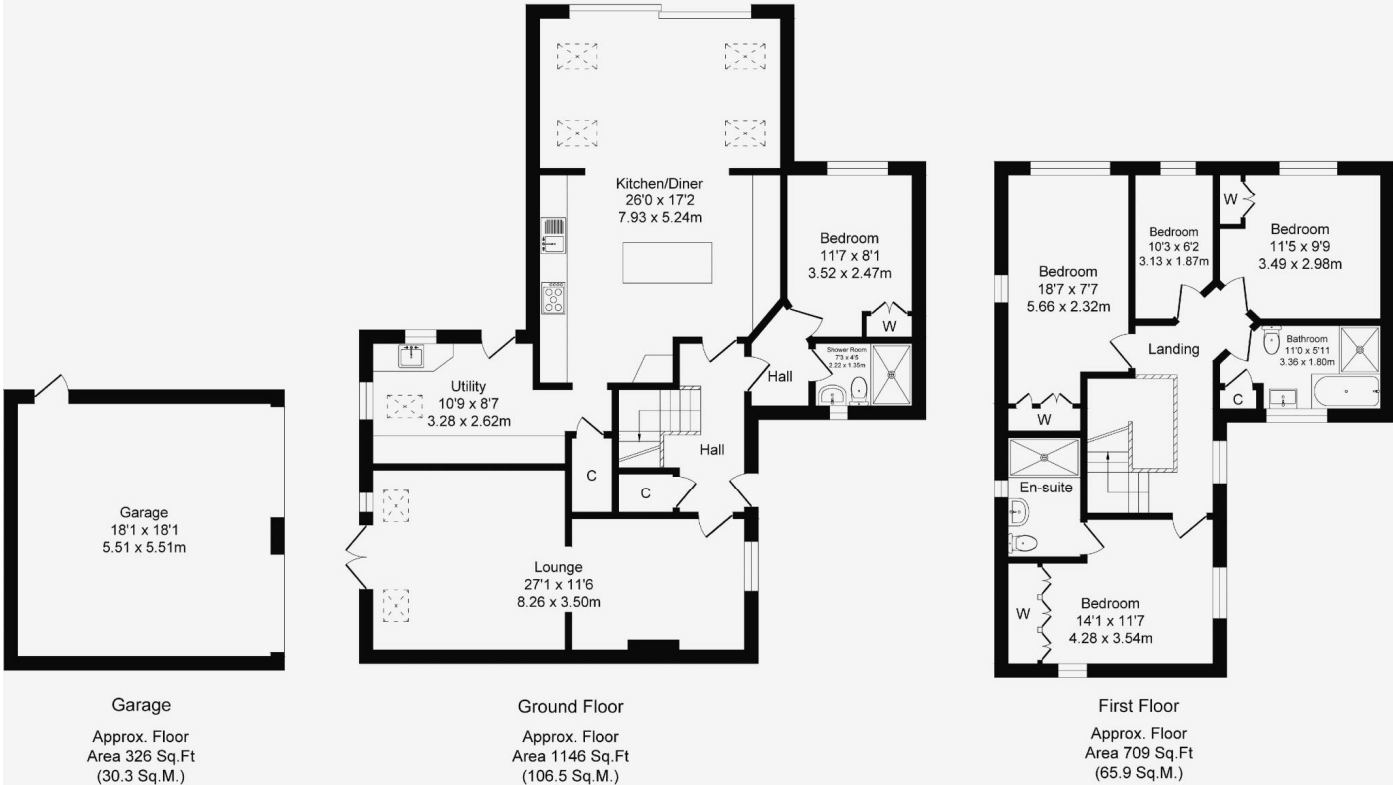 Garage
18'1 x 18'1
5.51 x 5.51m
Garage
Approx. Floor
Area 326 Sq.Ft
(30.3 Sq.M.)
Kitchen/Diner
26'0 x 17'2
7.93 x 5.24m
Bedroom
11'7 x 8'1
3.52 x 2.47m
W
Shower Room
7'3 x 4'5
2.22 x 1.35m
Hall
Utility
10'9 x 8'7
3.28 x 2.62m
C
Hall
C
Lounge
27'1 x 11'6
8.26 x 3.50m
Ground Floor
Approx. Floor
Area 1146 Sq.Ft
(106.5 Sq.M.)
Bedroom
18'7 x 7'7
5.66 x 2.32m
W
Bedroom
10'3 x 6'2
3.13 x 1.87m
W
Bedroom
11'5 x 9'9
3.49 x 2.98m
Landing
Bathroom
11'0 x 5'11
3.36 x 1.80m
C
En-suite
W
Bedroom
14'1 x 11'7
4.28 x 3.54m
First Floor
Approx. Floor
Area 709 Sq.Ft
(65.9 Sq.M.)